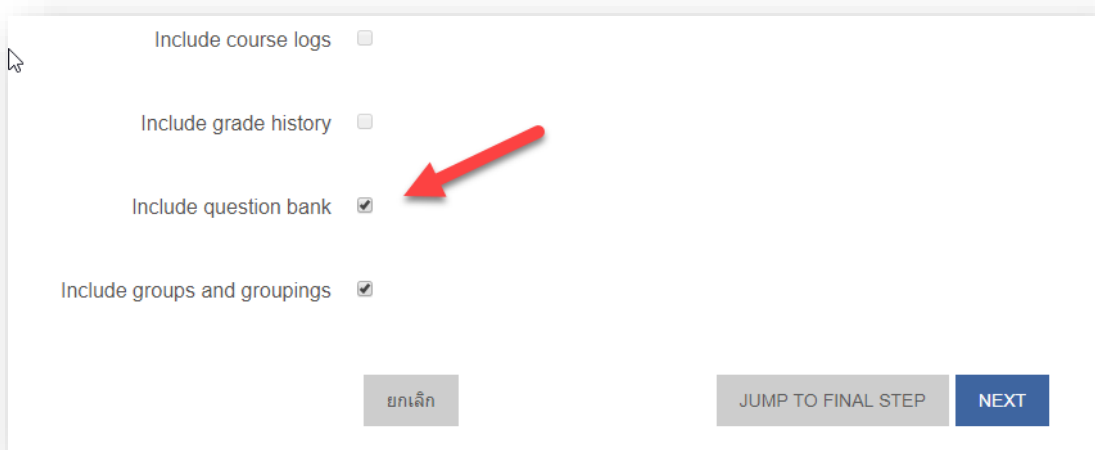 Include course logs
Include grade history
Include question bank
Include groups and groupings
ยกเลิก JUMP TO FINAL STEP NEXT